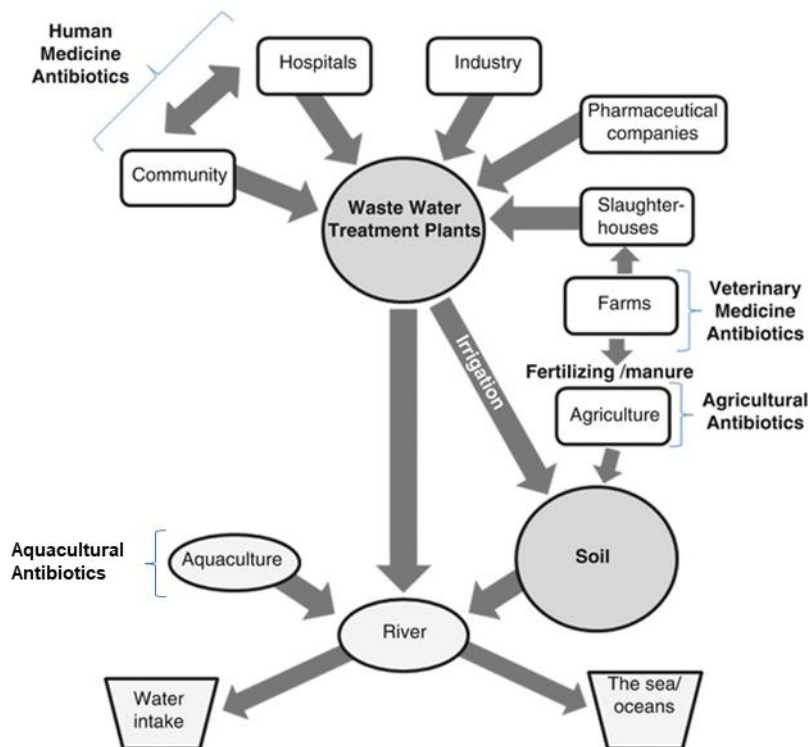 Human
Medicine
Antibiotics
Hospitals
Industry
Pharmaceutical
companies
Community
Waste Water
Treatment Plants
Slaughter-
houses
Farms
Veterinary
Medicine
Antibiotics
Irrigation
Fertilizing /manure
Agriculture
Agricultural
Antibiotics
Aquacultural
Antibiotics
Aquaculture
Soil
River
Water
intake
The sea/
oceans